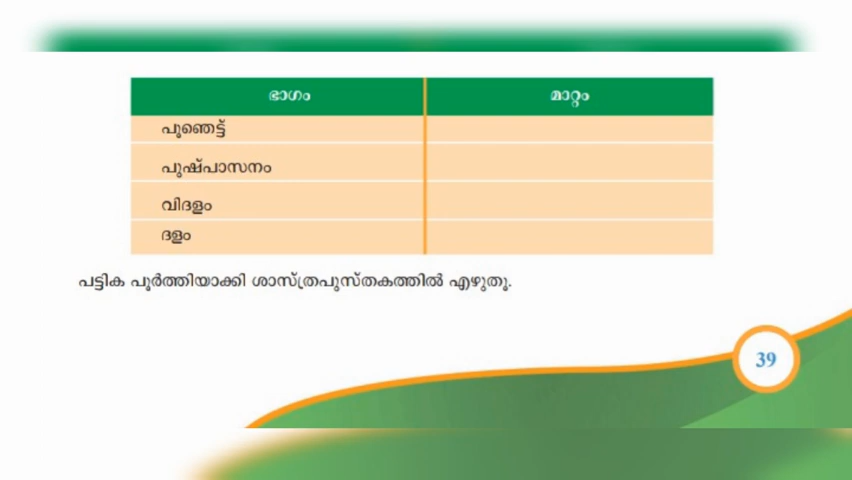 ഭാഗം മാറ്റം
പൂഞെട്ട്
പുഷ്പാസനം
വിദളം
ദളം
പട്ടിക പൂർത്തിയാക്കി ശാസ്ത്രപുസ്തകത്തിൽ എഴുതൂ.
39